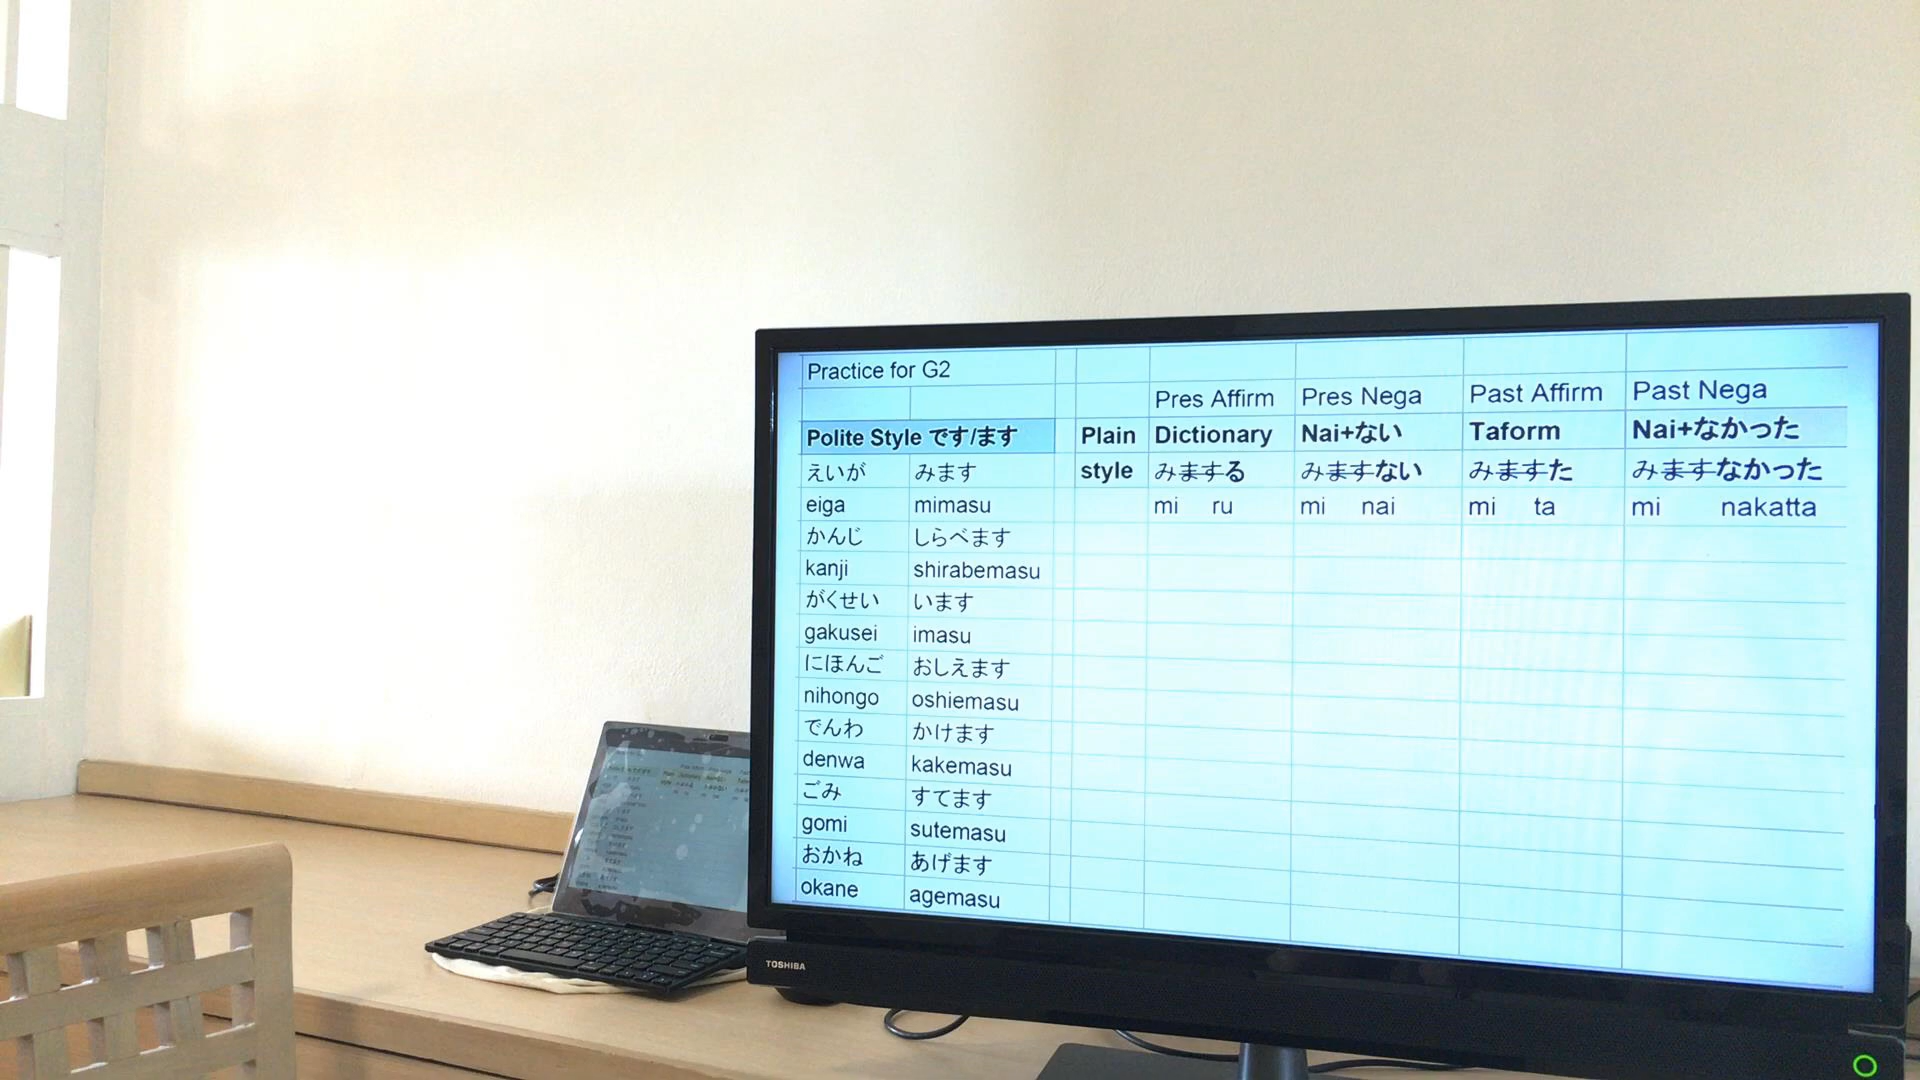 Practice for G2
Pres Affirm Pres Nega Past Affirm Past Nega
Polite Style です/ます Plain Dictionary Nai+ない Taform Nai+なかった
えいが みます style みまする みますない みますた みますなかった
eiga mimasu mi ru mi nai mi ta mi nakatta
かんじ しらべます
kanji shirabemasu
がくせい います
gakusei imasu
にほんご おしえます
nihongo oshiemasu
でんわ かけます
denwa kakemasu
ごみ すてます
gomi sutemasu
おかね あげます
okane agemasu
TOSHIBA